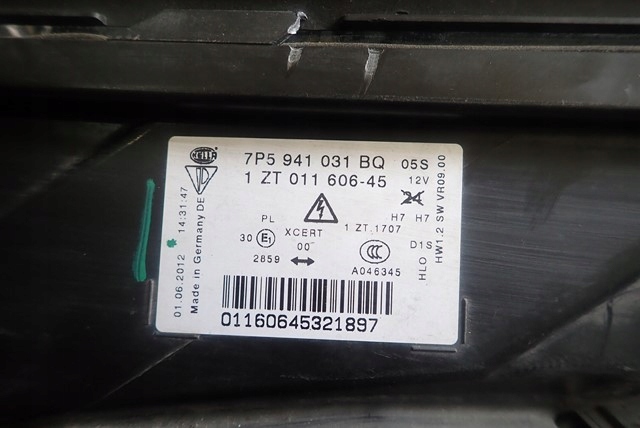 HELLA
7P5 941 031 BQ 05S
1 ZT 011 606-45 12V
24
H7 H7
PL XCERT 1 ZT.1707
30 E1 00 CCC D1S
2859 A046345
HLO
HW1.2 SW VR09.00
01.06.2012 * 14:31:47
Made in Germany DE
01160645321897